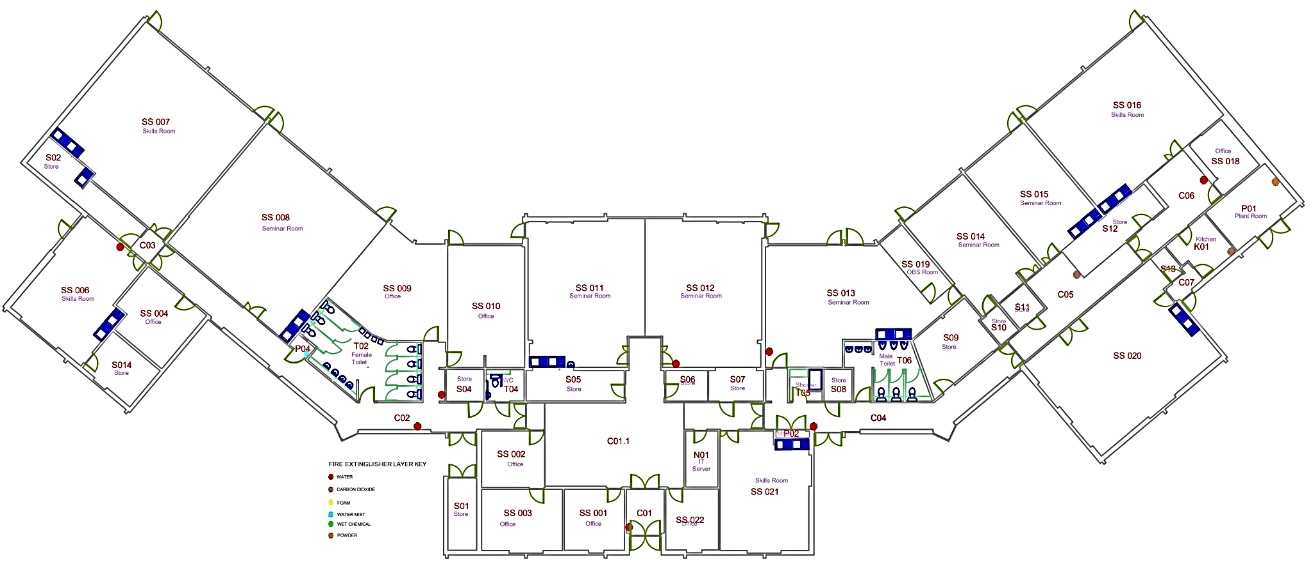 SS 007
Skills Room
S02
Store
SS 008
Seminar Room
C03
SS 006
Skills Room
SS 004
Office
S014
Store
SS 009
Office
P04
T02
Female
Toilet
C02
SS 010
Office
Store
S04
WC
T04
SS 011
Seminar Room
S05
Store
SS 012
Seminar Room
S06
S07
Store
C01.1
SS 002
Office
S01
Store
SS 003
Office
SS 001
Office
C01
SS 022
Office
N01
IT
Server
P02
Skills Room
SS 021
SS 013
Seminar Room
Shower
T05
Store
S08
Male
Toilet
T06
C04
S09
Store
SS 019
OBS Room
SS 014
Seminar Room
SS 015
Seminar Room
SS 016
Skills Room
Store
S12
S11
Store
Store
S10
C05
C06
Office
SS 018
P01
Plant Room
Kitchen
K01
S13
C07
SS 020
FIRE EXTINGUISHER LAYER KEY
WATER
CARBON DIOXIDE
FOAM
WATER MIST
WET CHEMICAL
POWDER